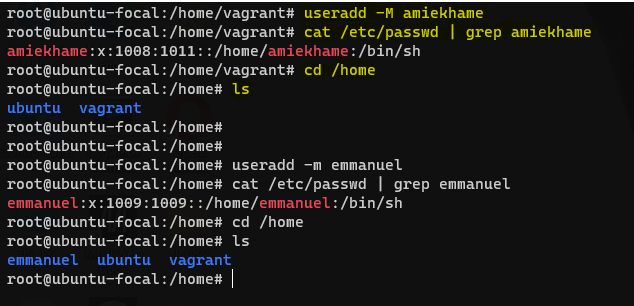 root@ubuntu-focal:/home/vagrant# useradd -M amiekhame
root@ubuntu-focal:/home/vagrant# cat /etc/passwd | grep amiekhame
amiekhame:x:1008:1011::/home/amiekhame:/bin/sh
root@ubuntu-focal:/home/vagrant# cd /home
root@ubuntu-focal:/home# ls
ubuntu  vagrant
root@ubuntu-focal:/home#
root@ubuntu-focal:/home#
root@ubuntu-focal:/home# useradd -m emmanuel
root@ubuntu-focal:/home# cat /etc/passwd | grep emmanuel
emmanuel:x:1009:1009::/home/emmanuel:/bin/sh
root@ubuntu-focal:/home# cd /home
root@ubuntu-focal:/home# ls
emmanuel  ubuntu  vagrant
root@ubuntu-focal:/home#